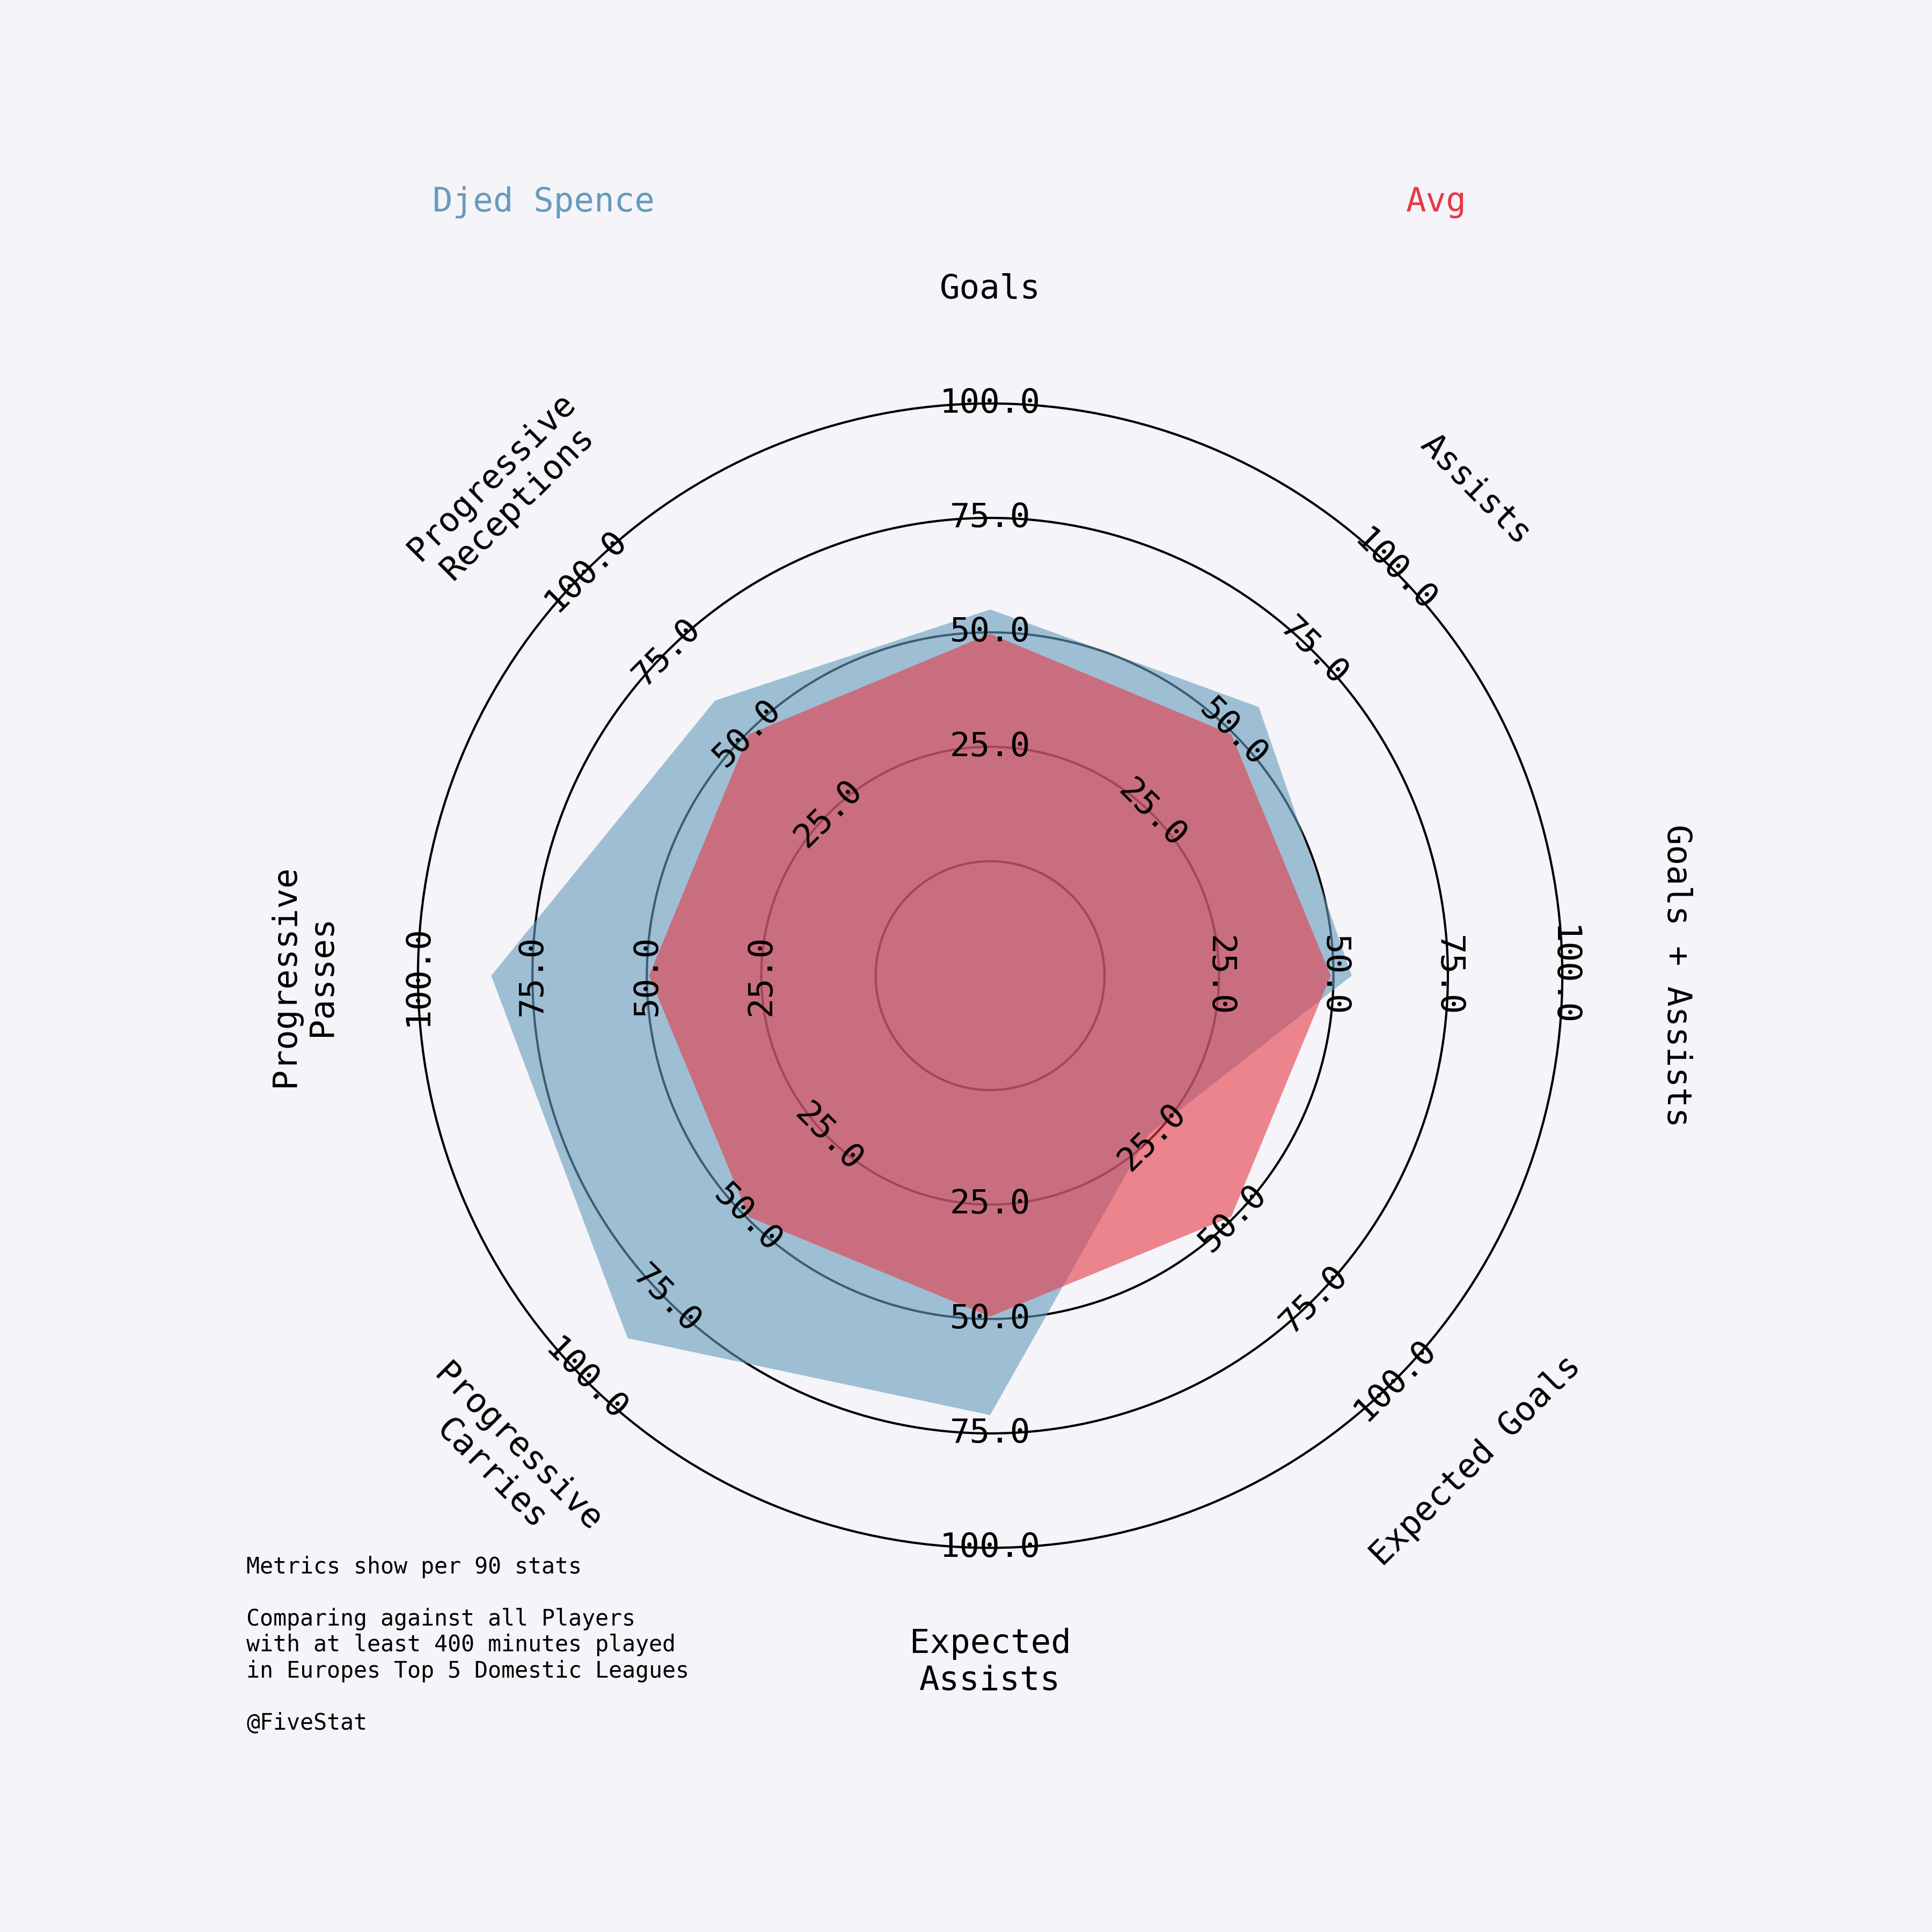 Djed Spence
Avg
Goals
Assists
Goals + Assists
Expected Goals
Expected
Assists
Progressive
Carries
Progressive
Passes
Progressive
Receptions
25.0
50.0
75.0
100.0
25.0
50.0
75.0
100.0
25.0
50.0
75.0
100.0
25.0
50.0
75.0
100.0
25.0
50.0
75.0
100.0
25.0
50.0
75.0
100.0
25.0
50.0
75.0
100.0
25.0
50.0
75.0
100.0
Metrics show per 90 stats
Comparing against all Players
with at least 400 minutes played
in Europes Top 5 Domestic Leagues
@FiveStat